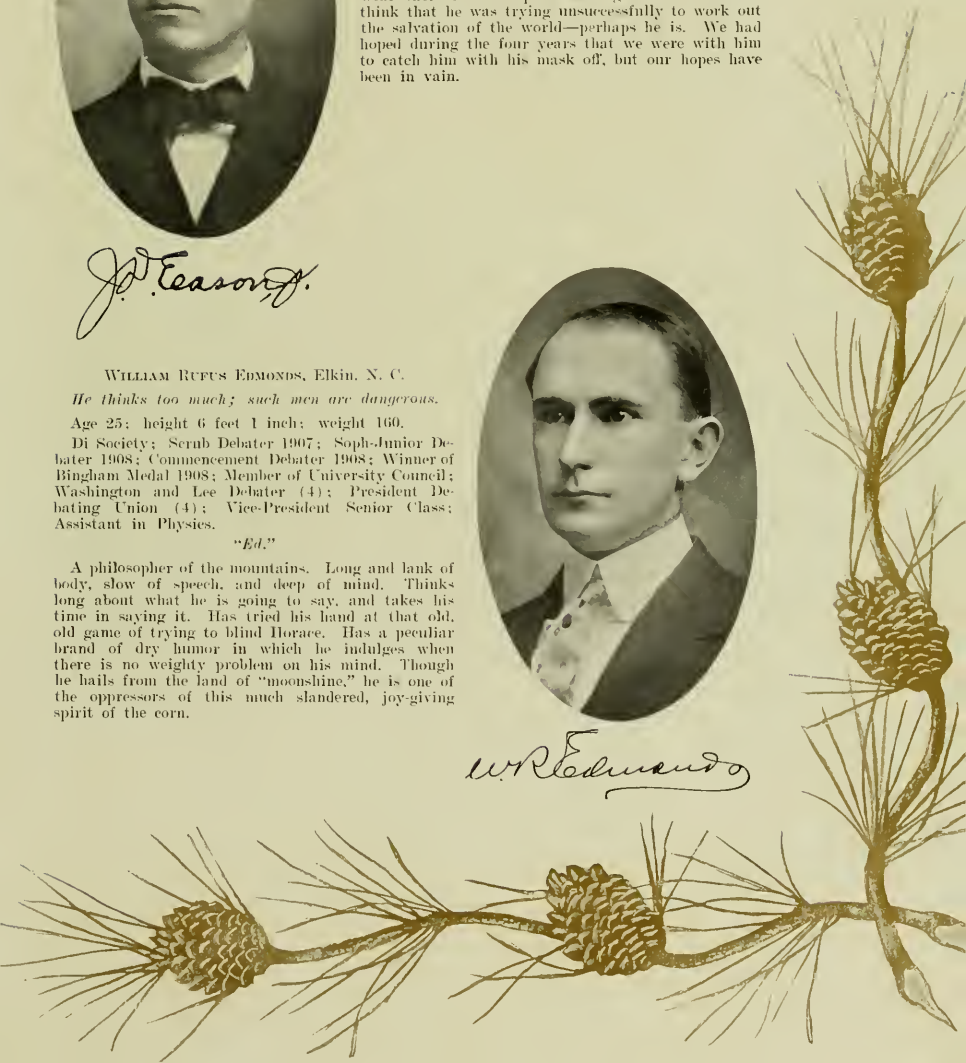 think that he was trying unsuccessfully to work out
the salvation of the world—perhaps he is. We had
hoped during the four years that we were with him
to catch him with his mask off, but our hopes have
been in vain.
J. D. Eason, Jr.
WILLIAM RUFUS EDMONDS, Elkin, N. C.
He thinks too much; such men are dangerous.
Age 25; height 6 feet 1 inch; weight 160.
Di Society; Scrub Debater 1907; Soph-Junior De-
bater 1908; Commencement Debater 1908; Winner of
Bingham Medal 1908; Member of University Council;
Washington and Lee Debater (4); President De-
bating Union (4); Vice-President Senior Class;
Assistant in Physics.
"Ed."
A philosopher of the mountains. Long and lank of
body, slow of speech, and deep of mind. Thinks
long about what he is going to say, and takes his
time in saying it. Has tried his hand at that old,
old game of trying to blind Horace. Has a peculiar
brand of dry humor in which he indulges when
there is no weighty problem on his mind. Though
he hails from the land of "moonshine," he is one of
the oppressors of this much slandered, joy-giving
spirit of the corn.
W. R. Edmonds